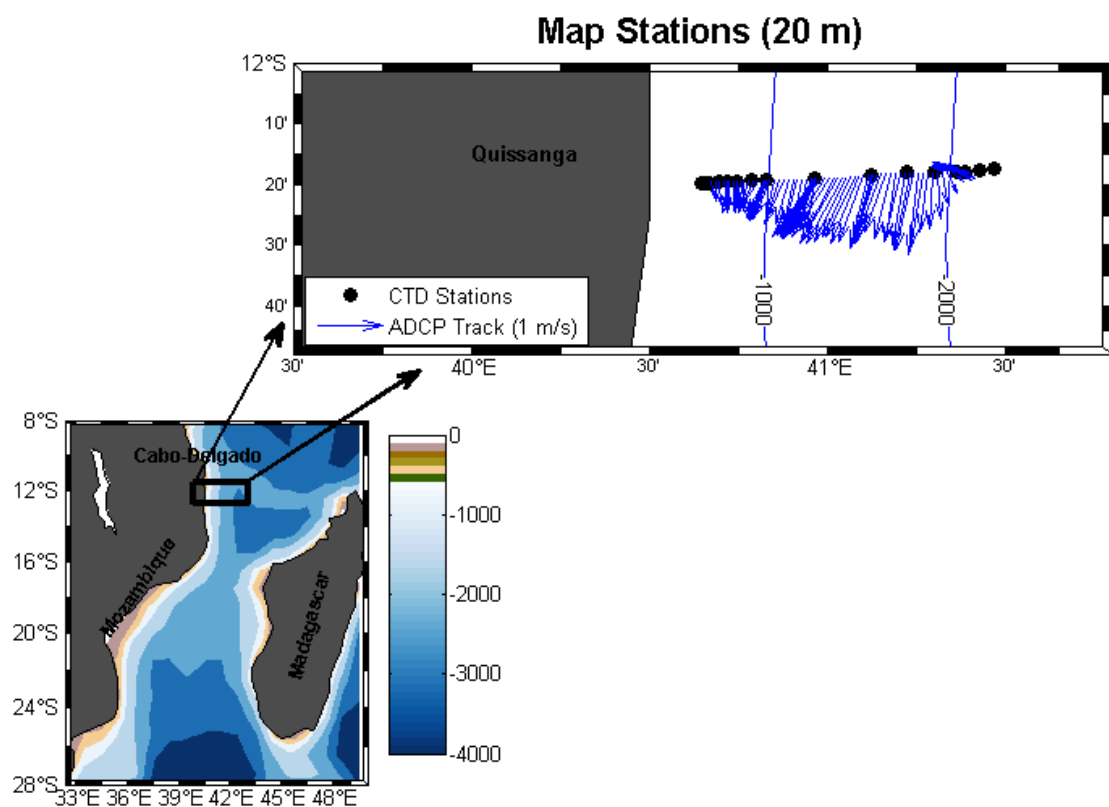 Map Stations (20 m)
12°S
10'
20'
30'
40'
Quissanga
CTD Stations
ADCP Track (1 m/s)
-1000
-2000
30'
40°E
30'
41°E
30'
8°S
12°S
16°S
20°S
24°S
28°S
Cabo-Delgado
Mozambique
Madagascar
33°E 36°E 39°E 42°E 45°E 48°E
0
-1000
-2000
-3000
-4000